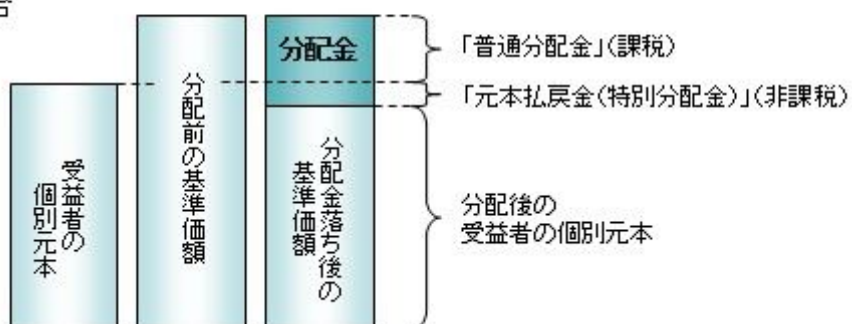 分配金
「普通分配金」(課税)
「元本払戻金(特別分配金)」(非課税)
受益者の
個別元本
分配前の基準価額
分配金落ち後の
基準価額
分配後の
受益者の個別元本